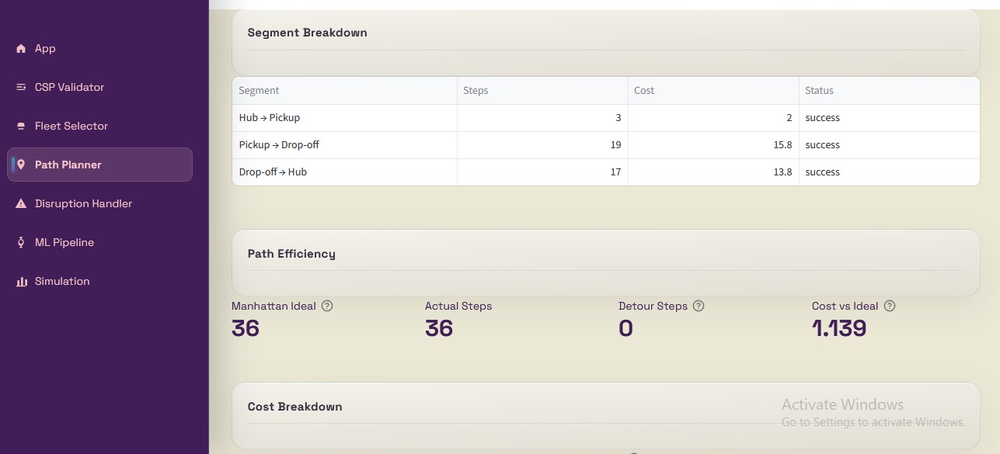 App
CSP Validator
Fleet Selector
Path Planner
Disruption Handler
ML Pipeline
Simulation
Segment Breakdown
Segment Steps Cost Status
Hub → Pickup 3 2 success
Pickup → Drop-off 19 15.8 success
Drop-off → Hub 17 13.8 success
Path Efficiency
Manhattan Ideal Actual Steps Detour Steps Cost vs Ideal
36 36 0 1.139
Cost Breakdown
Activate Windows
Go to Settings to activate Windows.